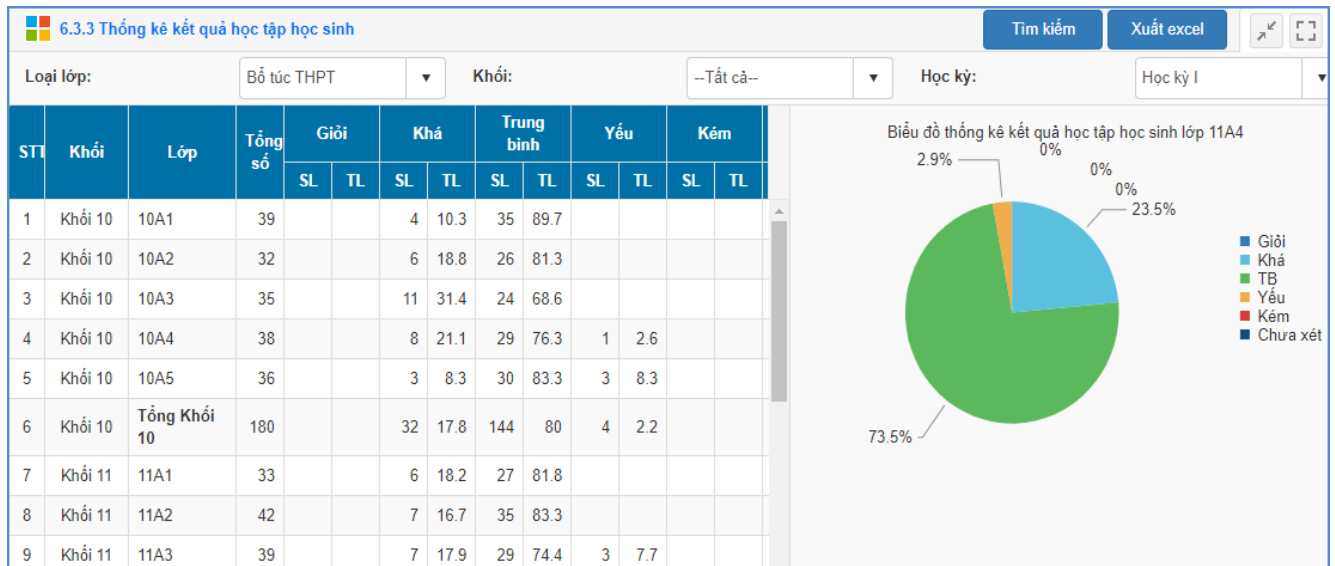 6.3.3 Thống kê kết quả học tập học sinh Tìm kiếm Xuất excel
Loại lớp: Bổ túc THPT Khối: --Tất cả-- Học kỳ: Học kỳ I
STT Khối Lớp Tổng số Giỏi Khá Trung bình Yếu Kém
SL TL SL TL SL TL SL TL SL TL
1 Khối 10 10A1 39 4 10.3 35 89.7
2 Khối 10 10A2 32 6 18.8 26 81.3
3 Khối 10 10A3 35 11 31.4 24 68.6
4 Khối 10 10A4 38 8 21.1 29 76.3 1 2.6
5 Khối 10 10A5 36 3 8.3 30 83.3 3 8.3
6 Khối 10 Tổng Khối 10 180 32 17.8 144 80 4 2.2
7 Khối 11 11A1 33 6 18.2 27 81.8
8 Khối 11 11A2 42 7 16.7 35 83.3
9 Khối 11 11A3 39 7 17.9 29 74.4 3 7.7
Biểu đồ thống kê kết quả học tập học sinh lớp 11A4
0%
2.9%
0%
0%
23.5%
73.5%
Giỏi
Khá
TB
Yếu
Kém
Chưa xét